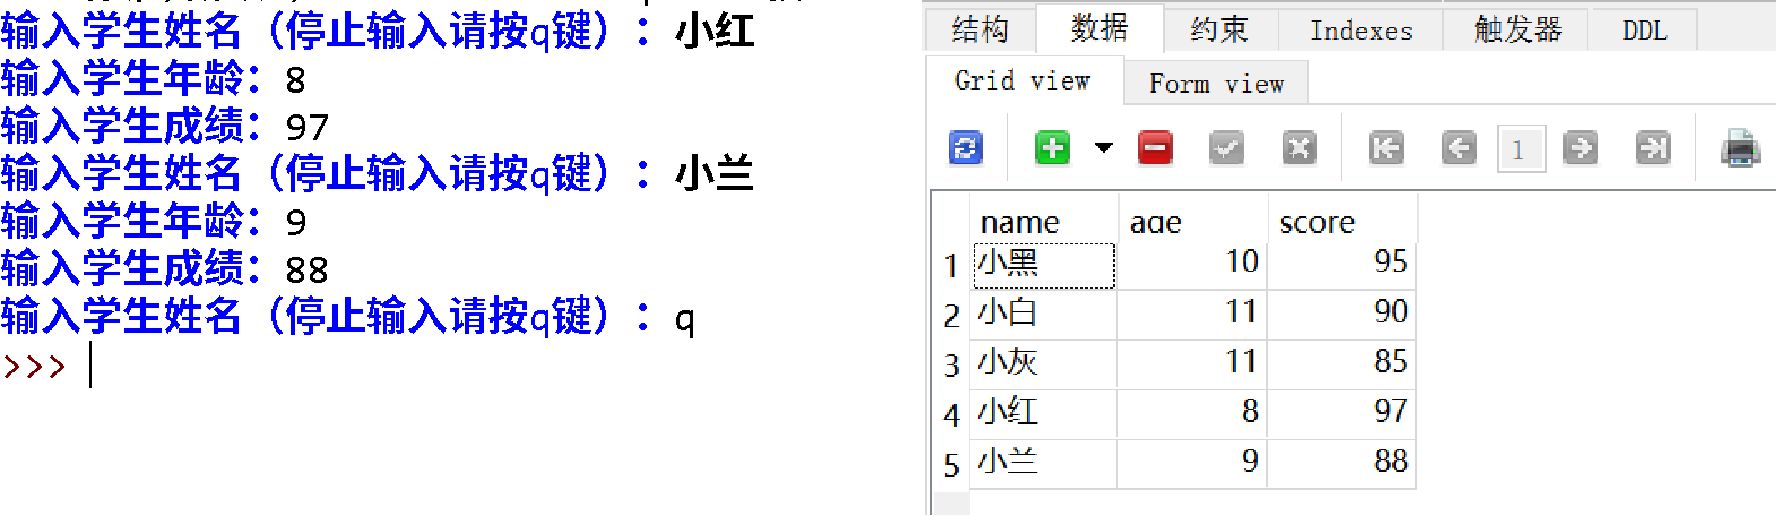 输入学生姓名（停止输入请按q键）：小红
输入学生年龄：8
输入学生成绩：97
输入学生姓名（停止输入请按q键）：小兰
输入学生年龄：9
输入学生成绩：88
输入学生姓名（停止输入请按q键）：q
>>>
结构 数据 约束 Indexes 触发器 DDL
Grid view Form view
1
name age score
1 小黑 10 95
2 小白 11 90
3 小灰 11 85
4 小红 8 97
5 小兰 9 88